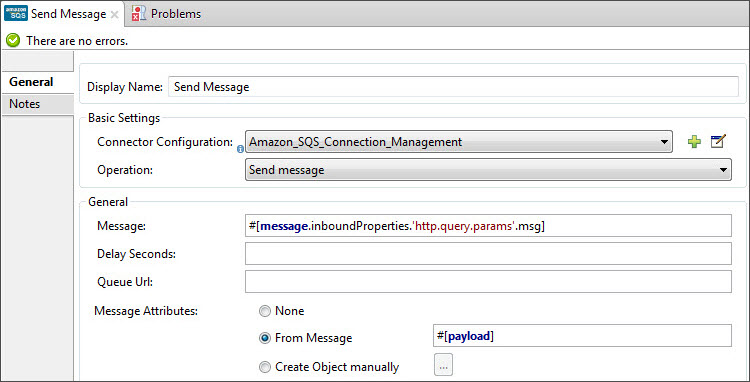 amazon SQS Send Message Problems
There are no errors.
General
Notes
Display Name: Send Message
Basic Settings
Connector Configuration: Amazon_SQS_Connection_Management
Operation: Send message
General
Message: #[message.inboundProperties.'http.query.params'.msg]
Delay Seconds:
Queue Url:
Message Attributes: None
From Message #[payload]
Create Object manually ...